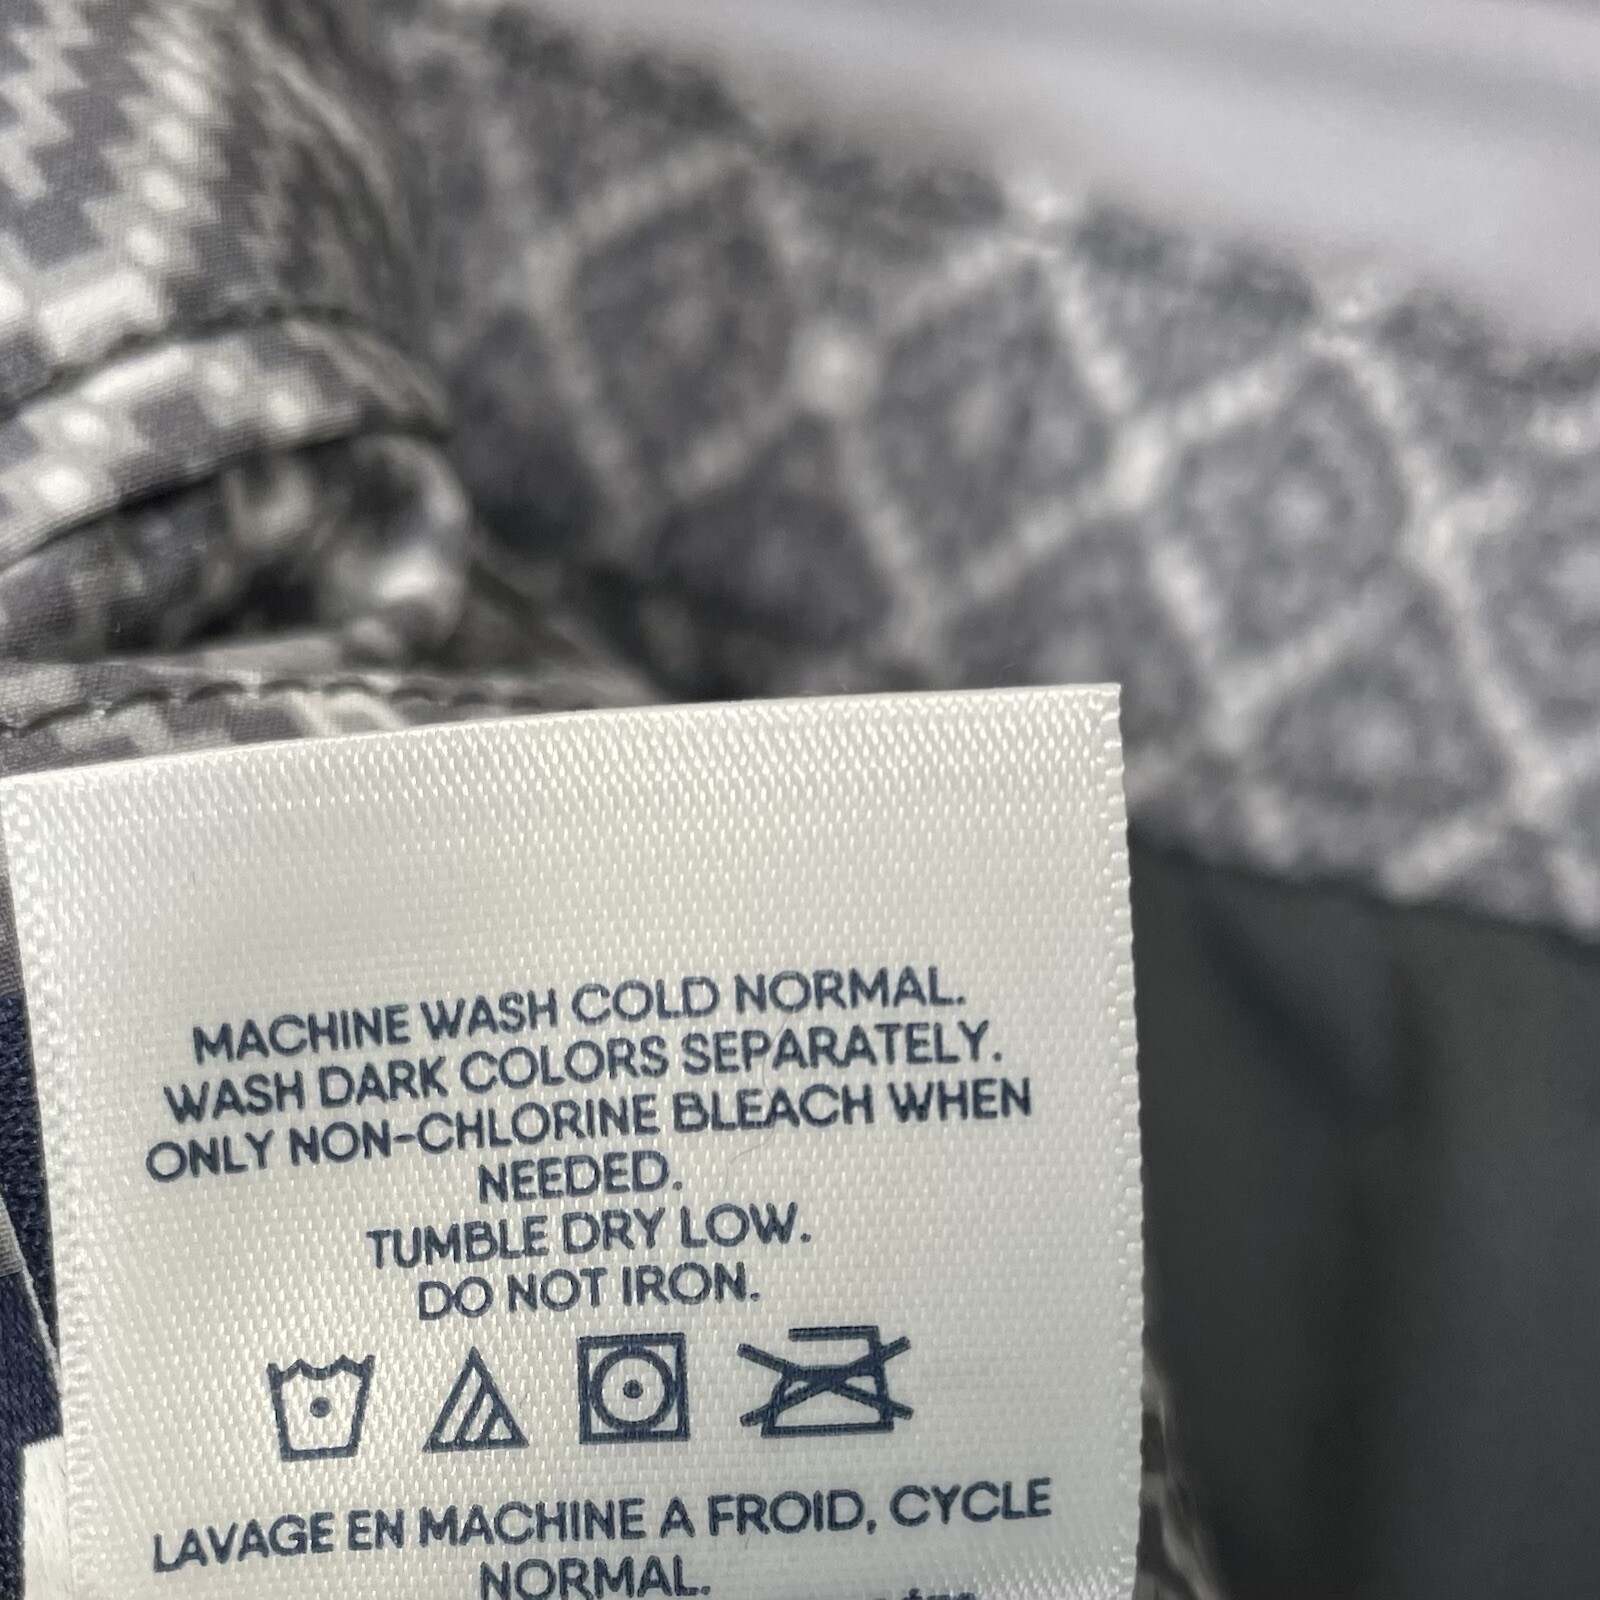 MACHINE WASH COLD NORMAL.
WASH DARK COLORS SEPARATELY.
ONLY NON-CHLORINE BLEACH WHEN
NEEDED.
TUMBLE DRY LOW.
DO NOT IRON.
LAVAGE EN MACHINE A FROID, CYCLE
NORMAL.